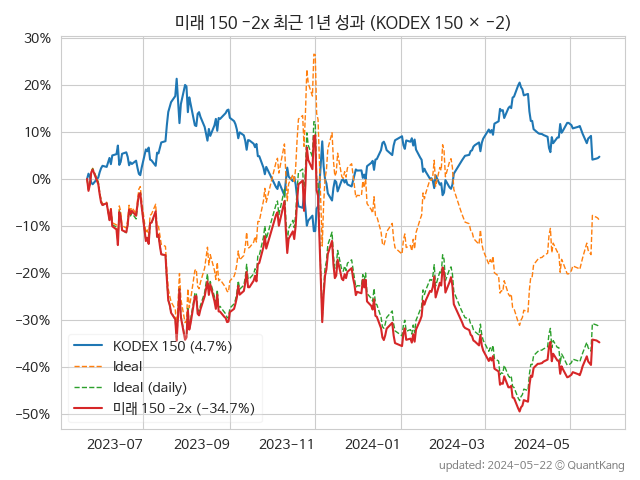 미래 150 −2x 최근 1년 성과 (KODEX 150 × −2)
30%
20%
10%
0%
−10%
−20%
−30%
−40%
−50%
KODEX 150 (4.7%)
Ideal
Ideal (daily)
미래 150 −2x (−34.7%)
2023−07
2023−09
2023−11
2024−01
2024−03
2024−05
updated: 2024−05−22 ⓒ QuantKang